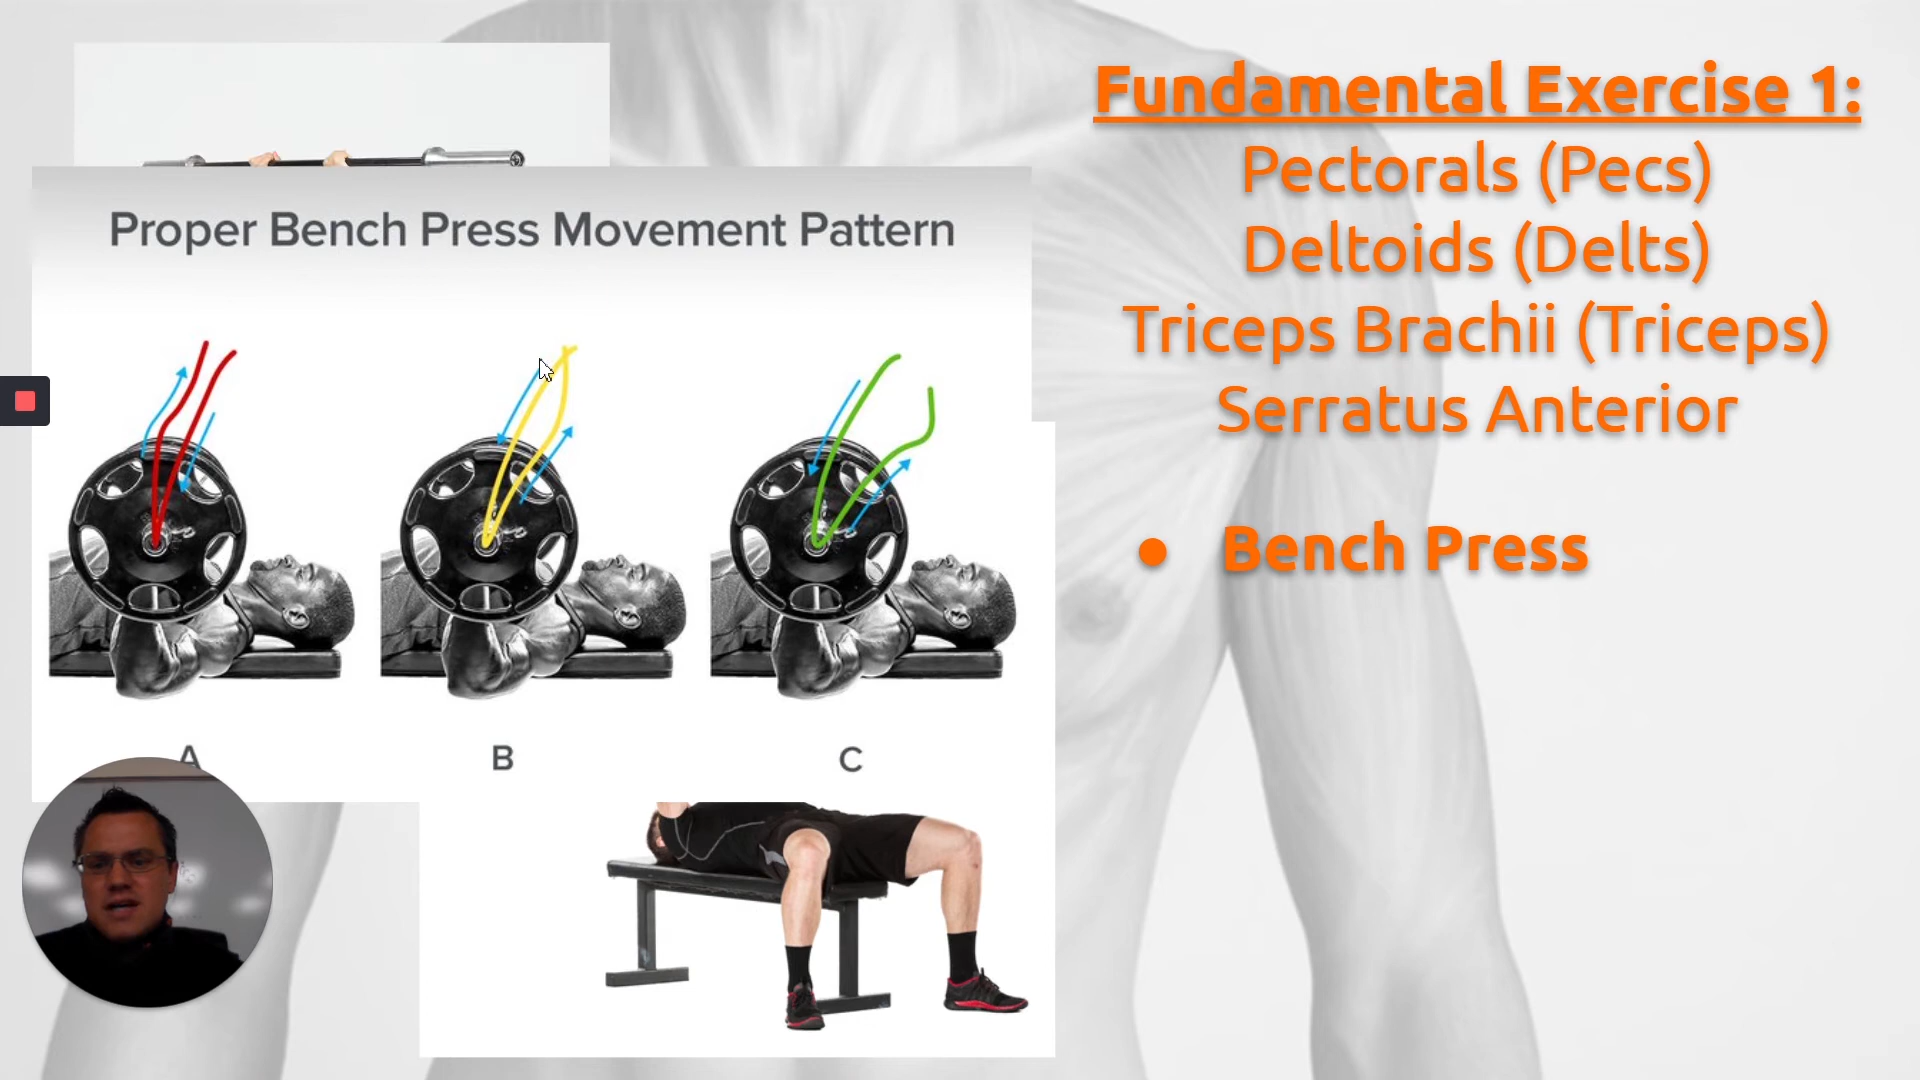 Fundamental Exercise 1:
Pectorals (Pecs)
Deltoids (Delts)
Triceps Brachii (Triceps)
Serratus Anterior
• Bench Press
Proper Bench Press Movement Pattern
A
B
C